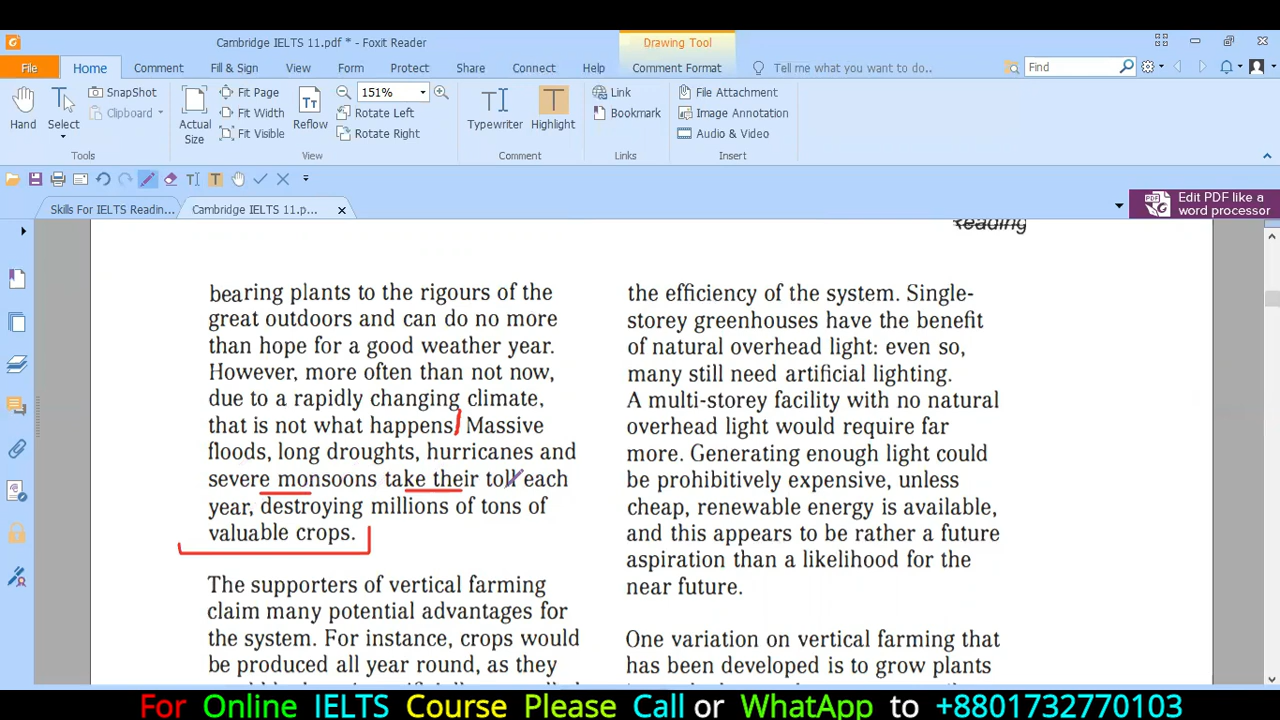 Cambridge IELTS 11.pdf * - Foxit Reader
Drawing Tool
File
Home
Comment
Fill & Sign
View
Form
Protect
Share
Connect
Help
Comment Format
Tell me what you want to do..
Find
Hand
Select
SnapShot
Clipboard
Actual
Size
Fit Page
Fit Width
Fit Visible
Reflow
151%
Rotate Left
Rotate Right
Typewriter
Highlight
Link
Bookmark
File Attachment
Image Annotation
Audio & Video
Tools
View
Comment
Links
Insert
Skills For IELTS Readin...
Cambridge IELTS 11.p...
Edit PDF like a
word processor
Reading
bearing plants to the rigours of the
great outdoors and can do no more
than hope for a good weather year.
However, more often than not now,
due to a rapidly changing climate,
that is not what happens. Massive
floods, long droughts, hurricanes and
severe monsoons take their toll each
year, destroying millions of tons of
valuable crops.
The supporters of vertical farming
claim many potential advantages for
the system. For instance, crops would
be produced all year round, as they
the efficiency of the system. Single-
storey greenhouses have the benefit
of natural overhead light: even so,
many still need artificial lighting.
A multi-storey facility with no natural
overhead light would require far
more. Generating enough light could
be prohibitively expensive, unless
cheap, renewable energy is available,
and this appears to be rather a future
aspiration than a likelihood for the
near future.
One variation on vertical farming that
has been developed is to grow plants
For Online IELTS Course Please Call or WhatApp to +8801732770103